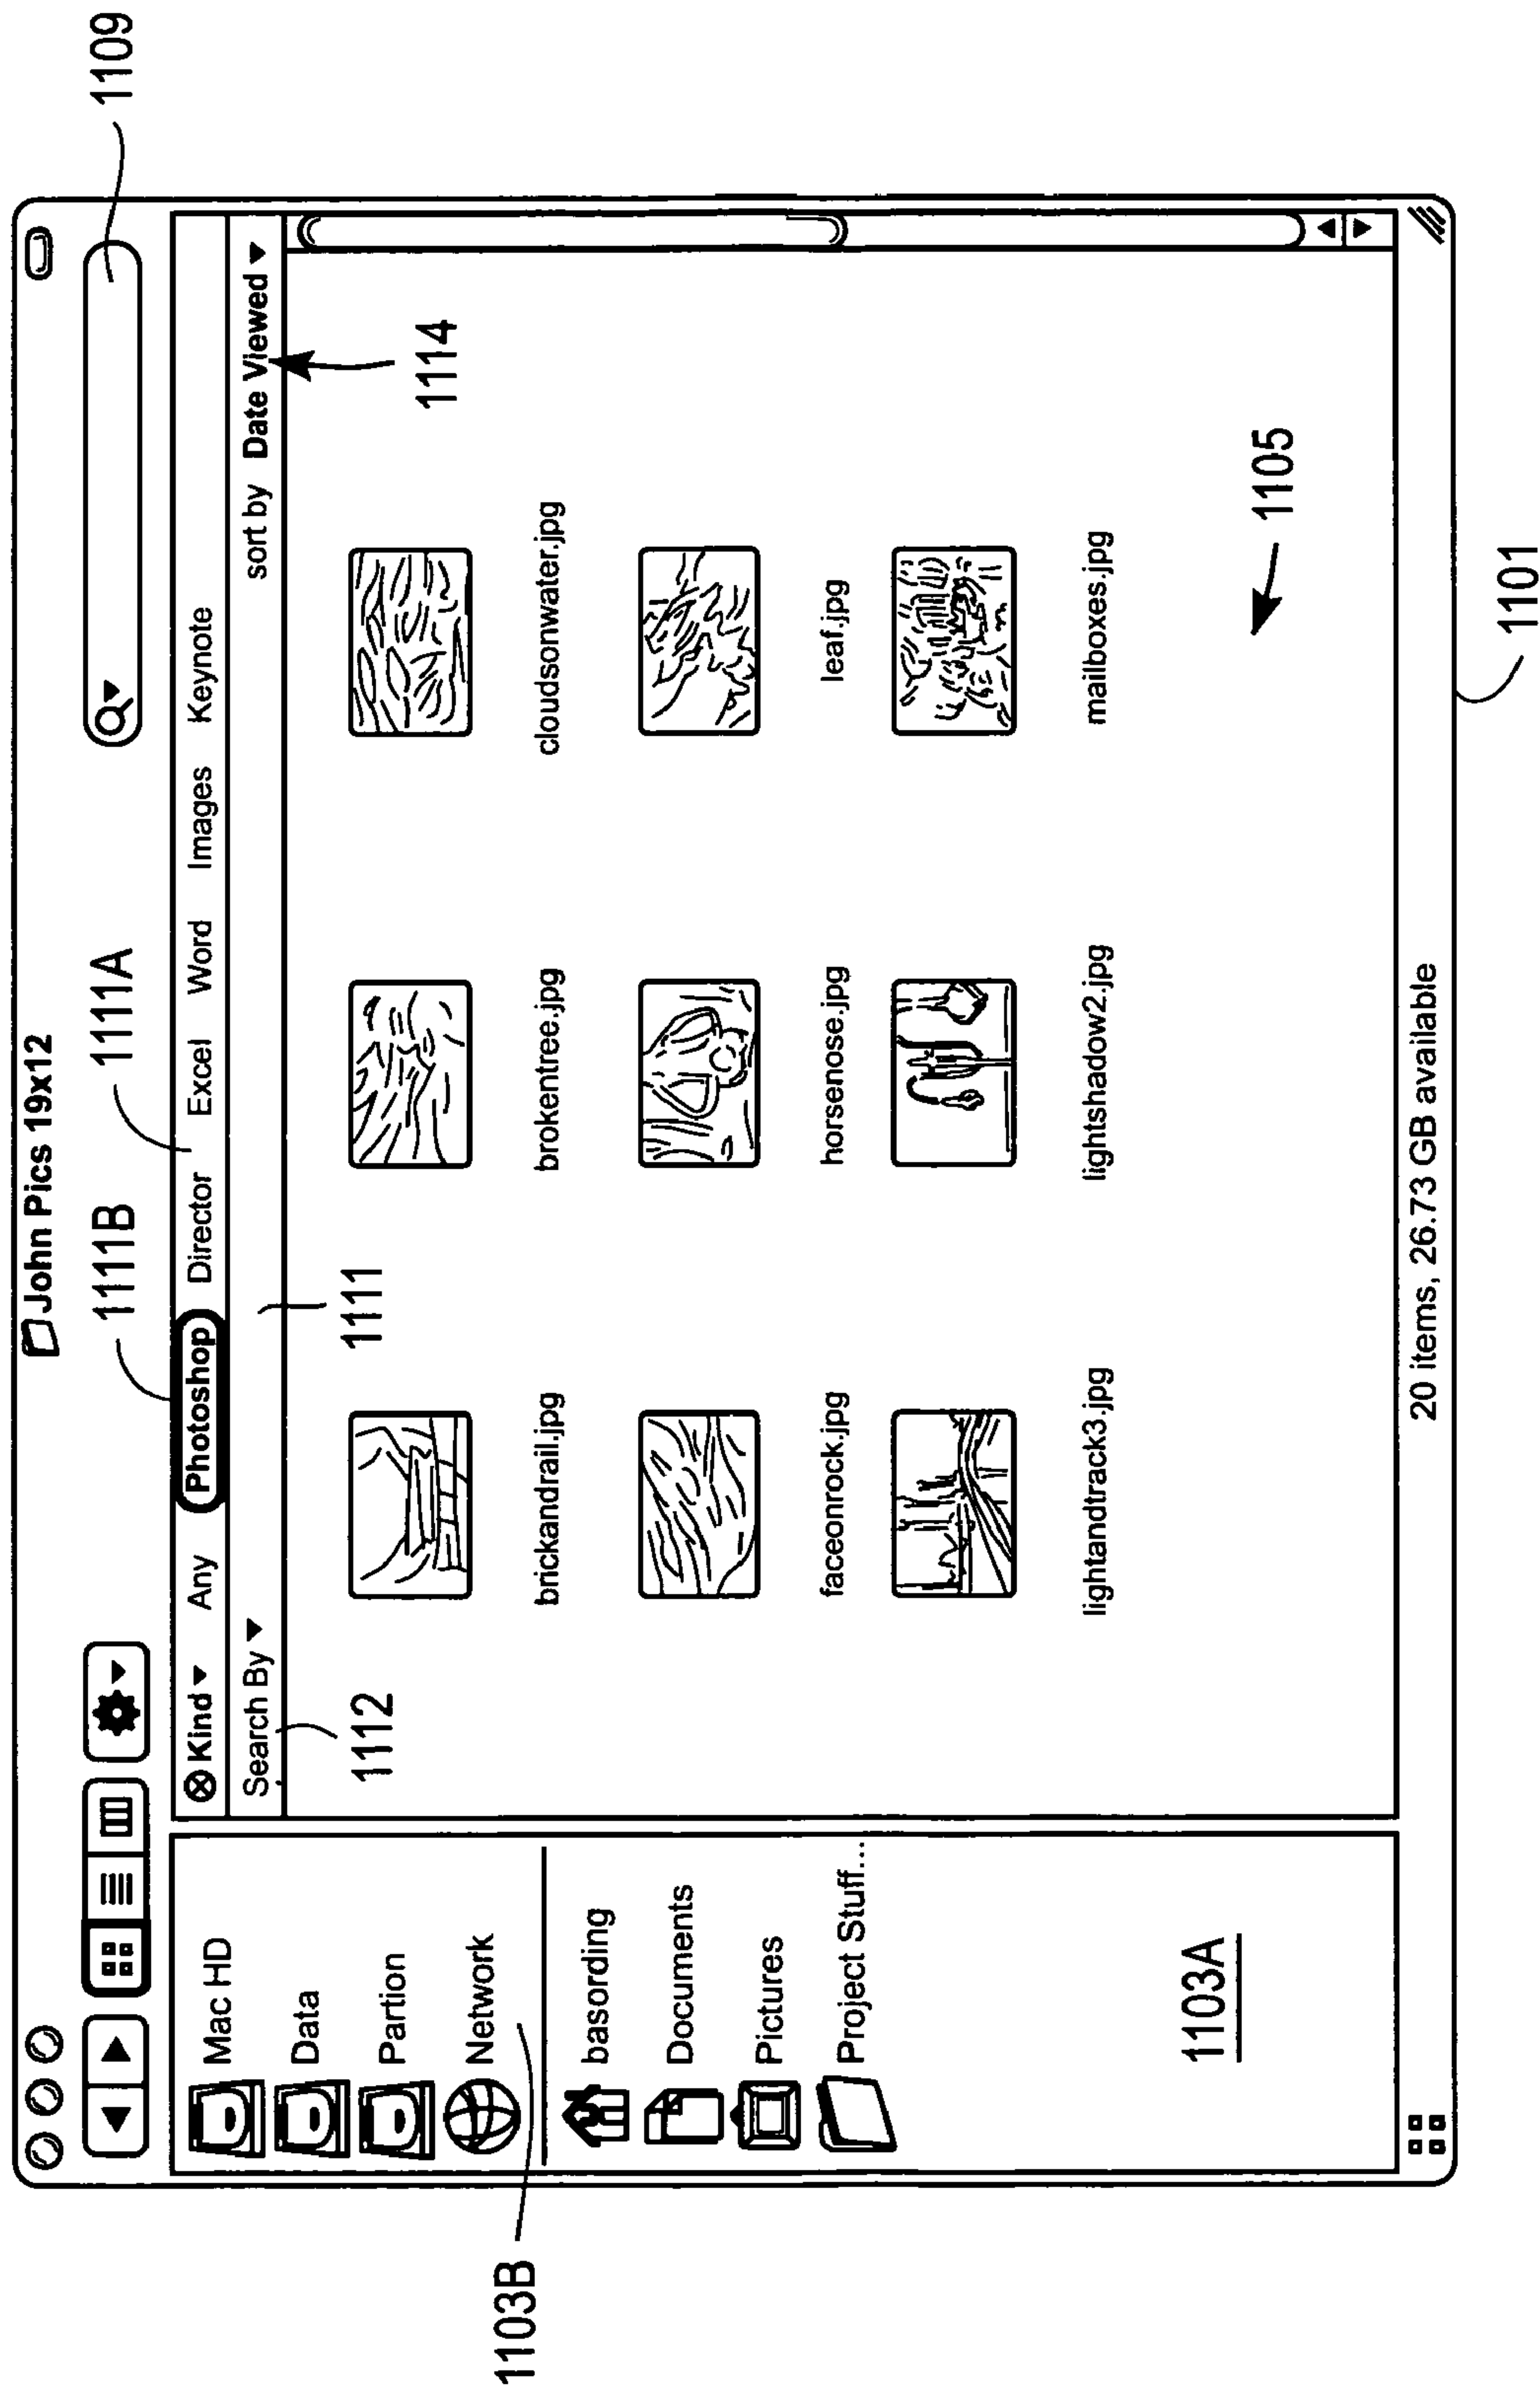 John Pics 19x12
1109
1111B
1111A
Kind Any Photoshop Director Excel Word Images Keynote
Search By
sort by Date Viewed
1112
1111
1114
Mac HD
Data
Partion
Network
basording
Documents
Pictures
Project Stuff...
1103A
1103B
brickandrail.jpg brokentree.jpg cloudsonwater.jpg
faceonrock.jpg horsenose.jpg leaf.jpg
lightandtrack3.jpg lightshadow2.jpg mailboxes.jpg
1105
20 items, 26.73 GB available
1101